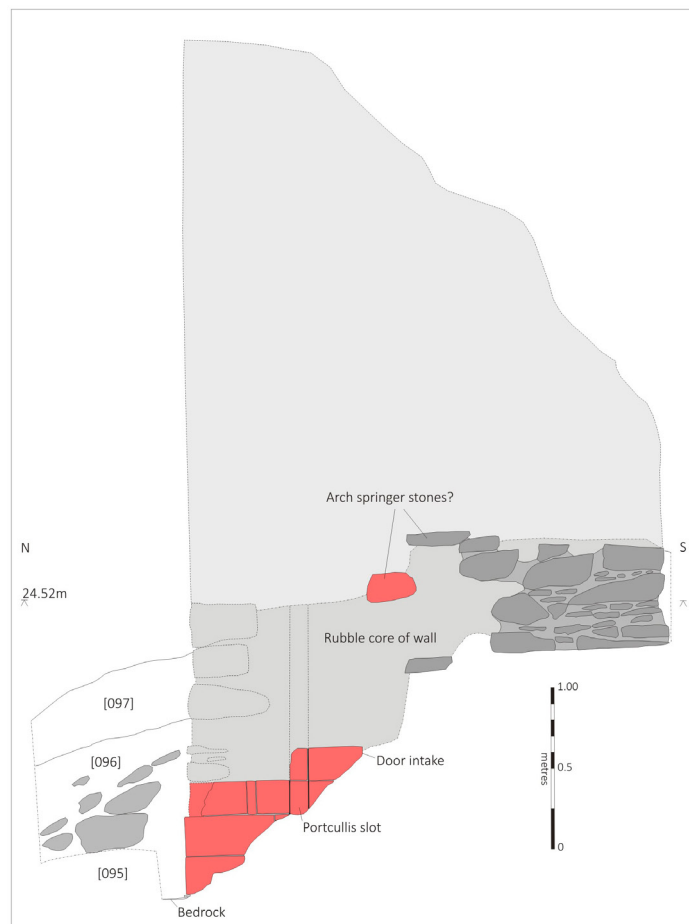 Arch springer stones?
N
S
24.52m
Rubble core of wall
[097]
1.00
[096]
Door intake
0.5
metres
Portcullis slot
[095]
0
Bedrock